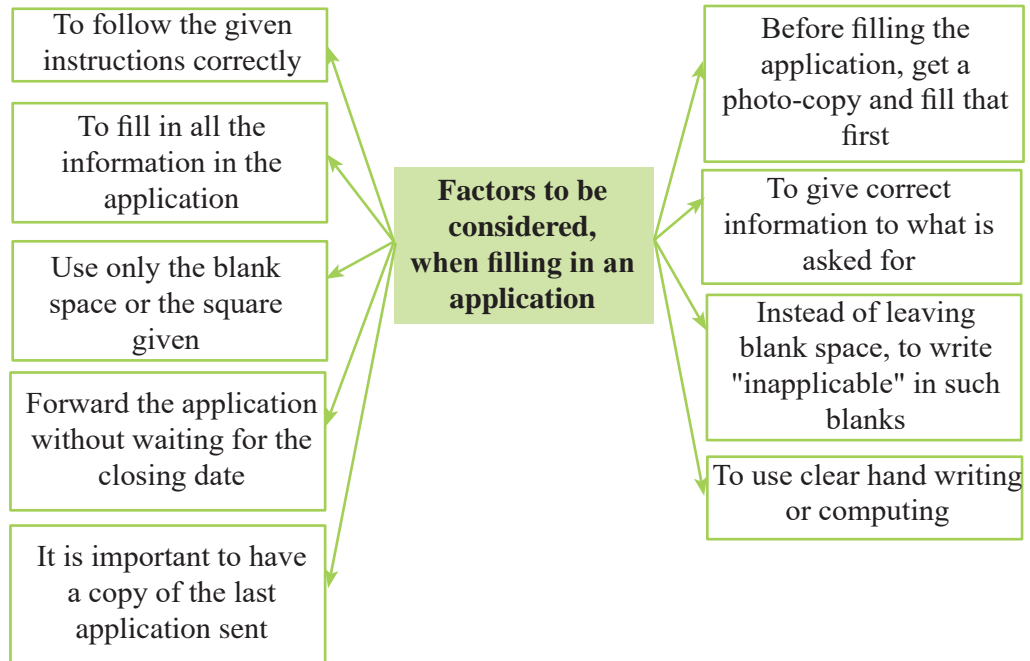 To follow the given
instructions correctly
To fill in all the
information in the
application
Use only the blank
space or the square
given
Forward the application
without waiting for the
closing date
It is important to have
a copy of the last
application sent
Factors to be
considered,
when filling in an
application
Before filling the
application, get a
photo-copy and fill that
first
To give correct
information to what is
asked for
Instead of leaving
blank space, to write
"inapplicable" in such
blanks
To use clear hand writing
or computing